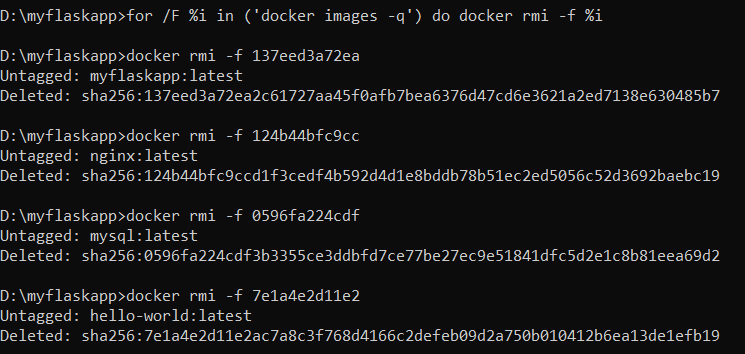 D:\myflaskapp>for /F %i in ('docker images -q') do docker rmi -f %i
D:\myflaskapp>docker rmi -f 137eed3a72ea
Untagged: myflaskapp:latest
Deleted: sha256:137eed3a72ea2c61727aa45f0afb7bea6376d47cd6e3621a2ed7138e630485b7
D:\myflaskapp>docker rmi -f 124b44bfc9cc
Untagged: nginx:latest
Deleted: sha256:124b44bfc9ccd1f3cedf4b592d4d1e8bddb78b51ec2ed5056c52d3692baebc19
D:\myflaskapp>docker rmi -f 0596fa224cdf
Untagged: mysql:latest
Deleted: sha256:0596fa224cdf3b3355ce3ddbfd7ce77be27ec9e51841dfc5d2e1c8b81eea69d2
D:\myflaskapp>docker rmi -f 7e1a4e2d11e2
Untagged: hello-world:latest
Deleted: sha256:7e1a4e2d11e2ac7a8c3f768d4166c2defeb09d2a750b010412b6ea13de1efb19